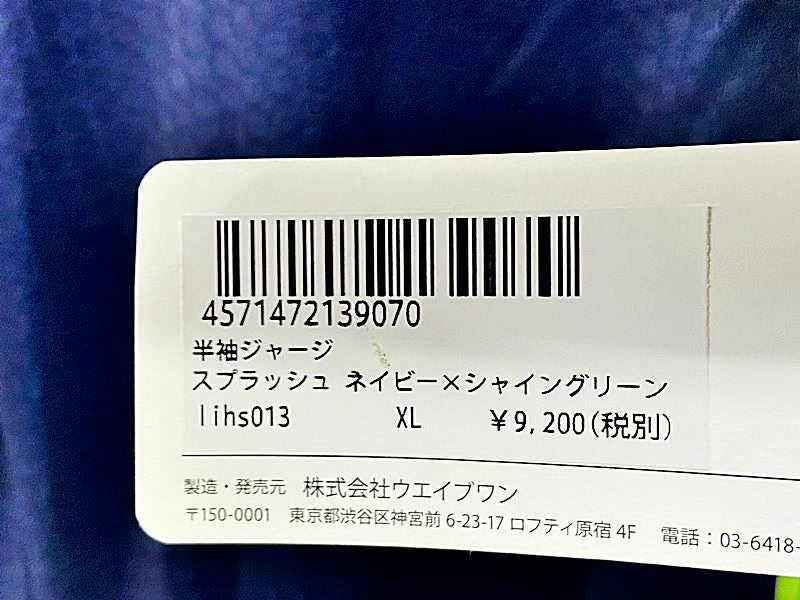 4571472139070
半袖ジャージ
スプラッシュ ネイビー×シャイングリーン
lihs013 XL ￥9,200(税別)
製造・発売元 株式会社ウエイブワン
〒150-0001 東京都渋谷区神宮前 6-23-17 ロフティ原宿 4F 電話：03-6418-